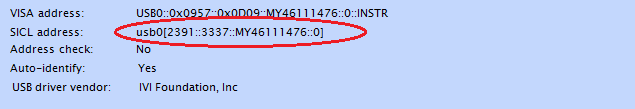 VISA address: USB0::0x0957::0x0D09::MY46111476::0::INSTR
SICL address: usb0[2391::3337::MY46111476::0]
Address check: No
Auto-identify: Yes
USB driver vendor: IVI Foundation, Inc